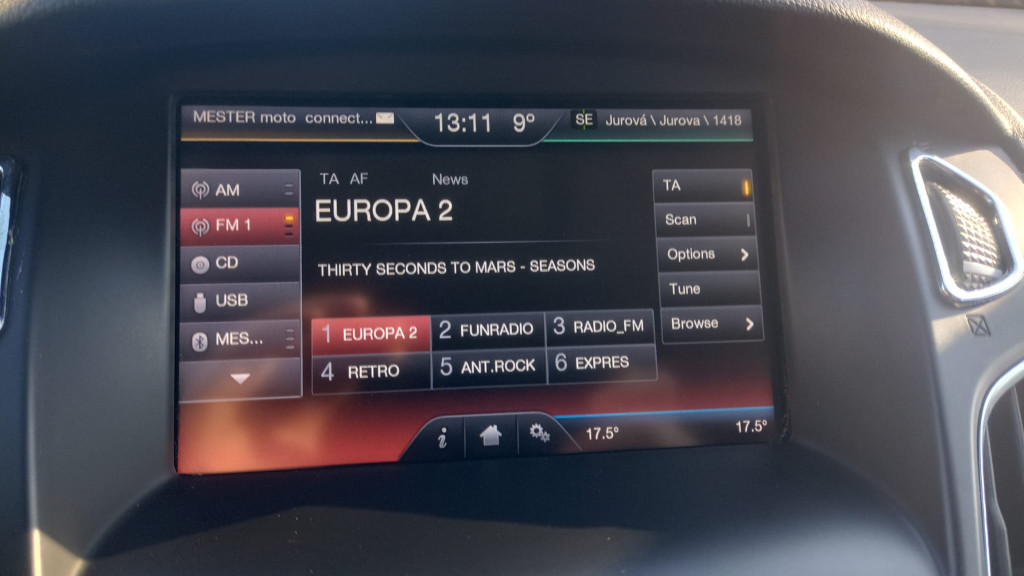 MESTER moto connect...
13:11 9°
SE Jurová \ Jurova \ 1418
AM
FM 1
CD
USB
MES...
TA AF News
EUROPA 2
THIRTY SECONDS TO MARS - SEASONS
1 EUROPA 2 2 FUNRADIO 3 RADIO_FM
4 RETRO 5 ANT.ROCK 6 EXPRES
TA
Scan
Options
Tune
Browse
i
17.5° 17.5°